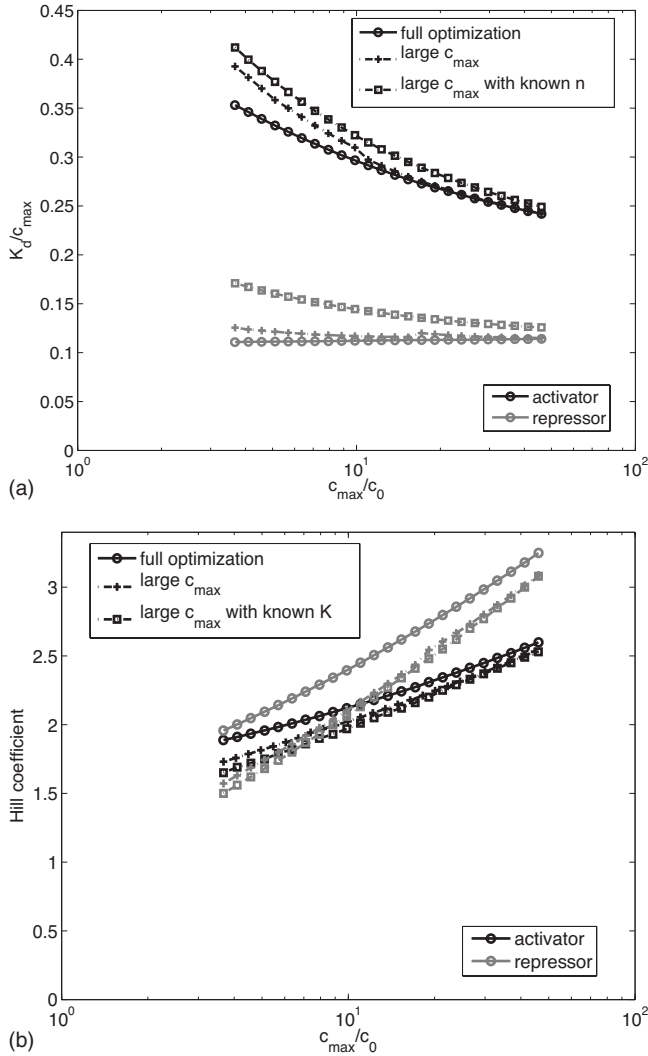 0.45
0.4
0.35
0.3
0.25
0.2
0.15
0.1
0.05
0
K_d/c_max
full optimization
large c_max
large c_max with known n
activator
repressor
10^0
10^1
10^2
c_max/c_0
(a)
3
2.5
2
1.5
1
0.5
0
Hill coefficient
full optimization
large c_max
large c_max with known K
activator
repressor
10^0
10^1
10^2
c_max/c_0
(b)